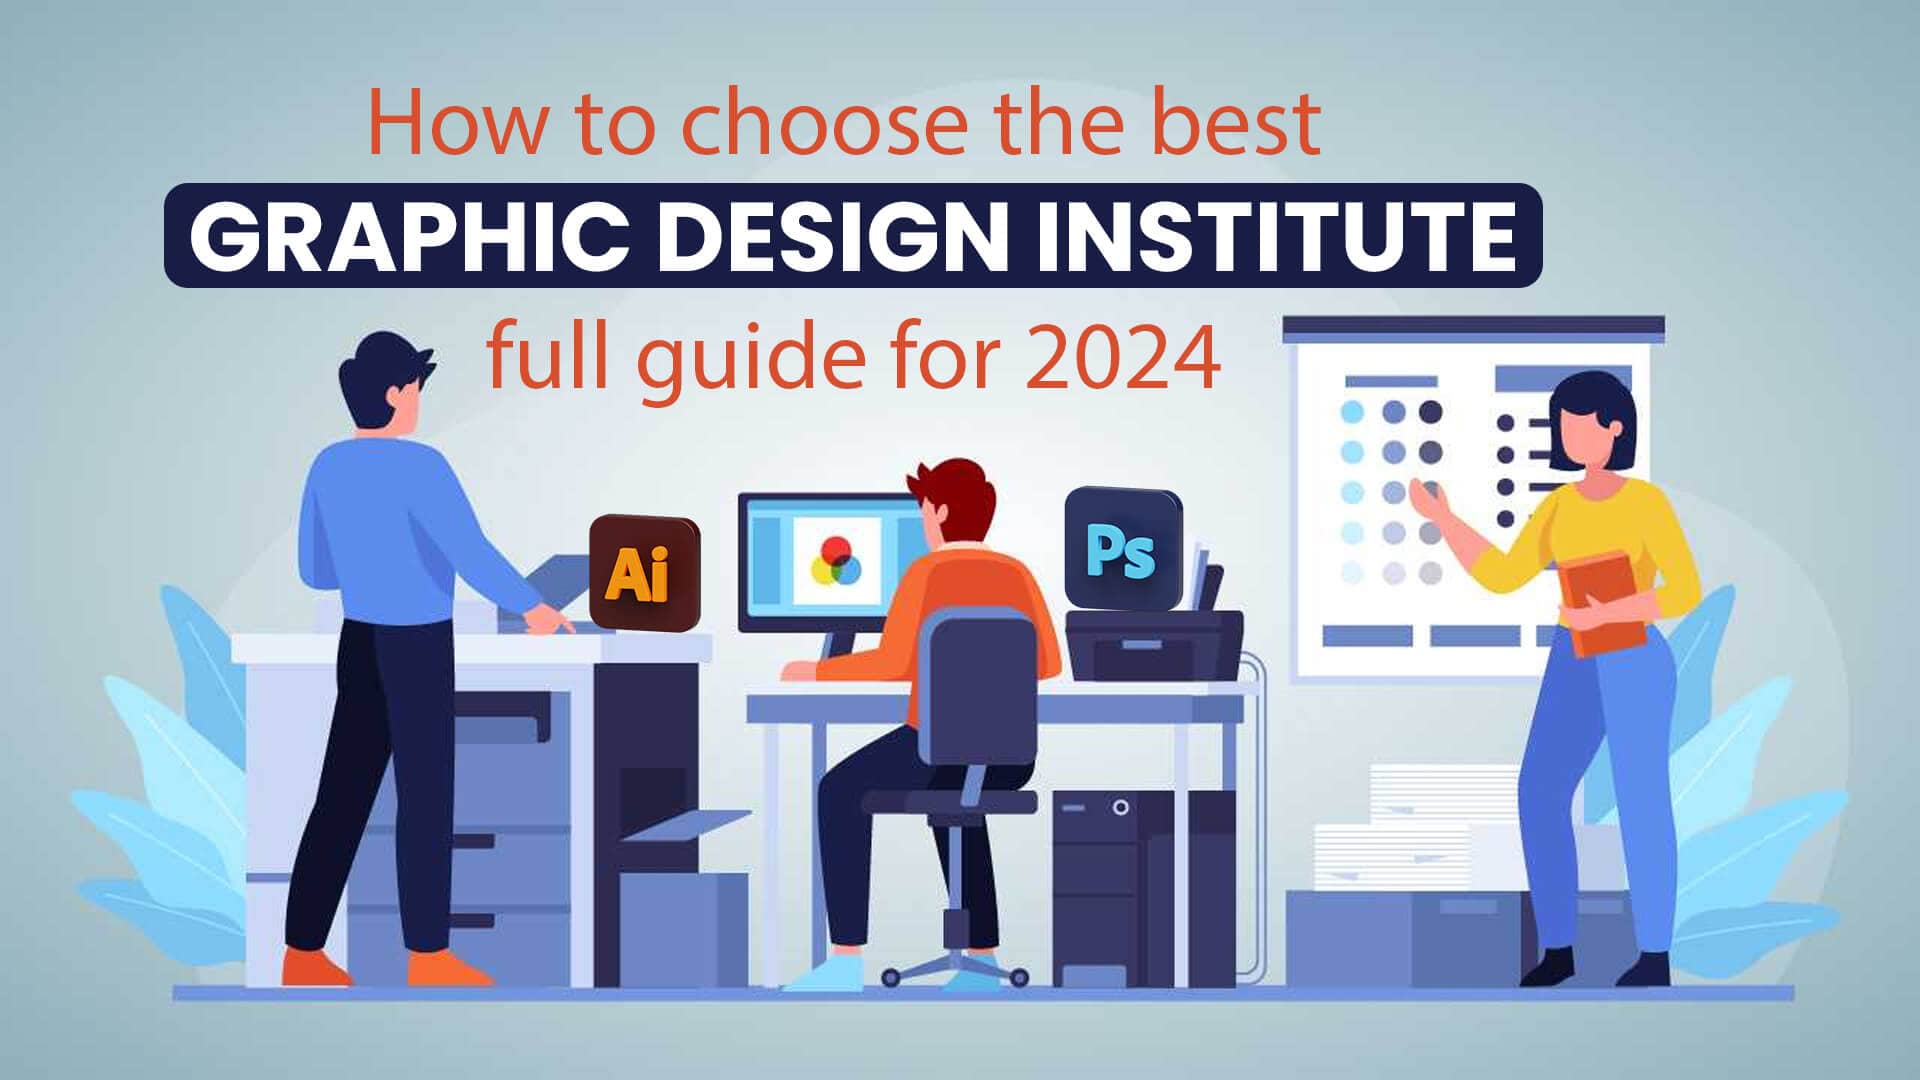 How to choose the best
GRAPHIC DESIGN INSTITUTE
full guide for 2024
Ai
Ps